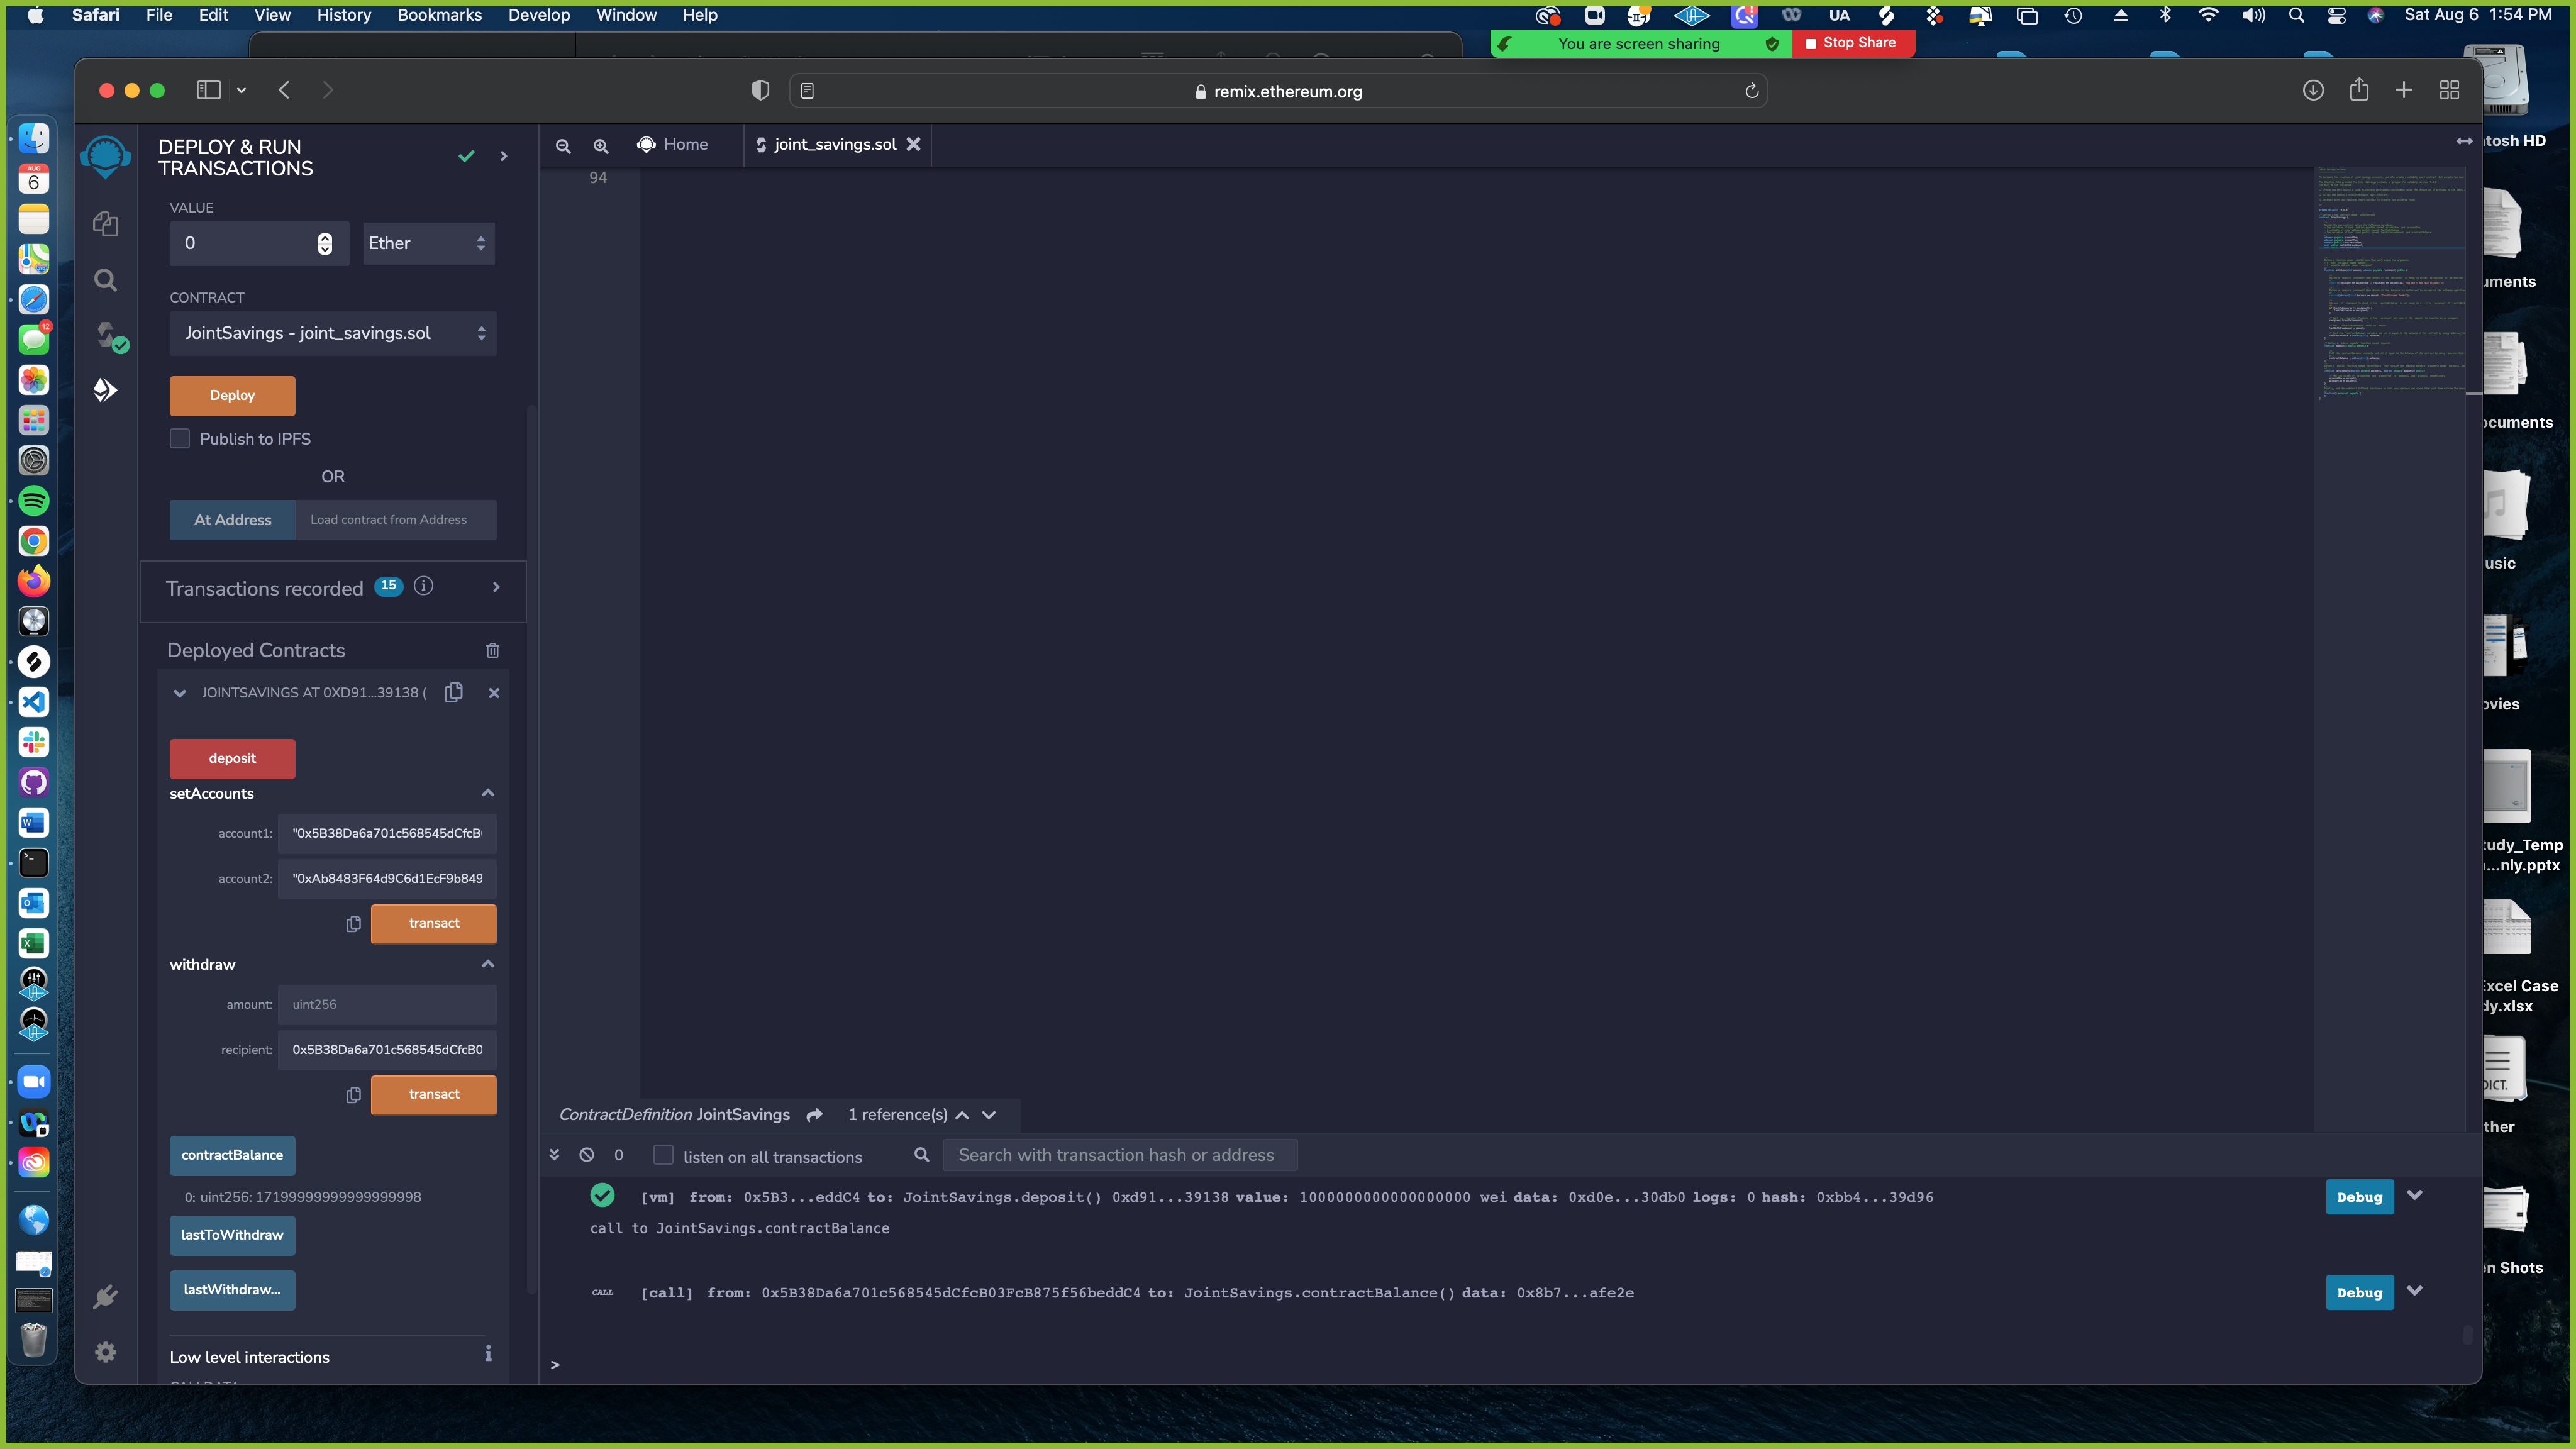 Safari File Edit View History Bookmarks Develop Window Help
UA
Sat Aug 6 1:54 PM
You are screen sharing
Stop Share
remix.ethereum.org
DEPLOY & RUN
TRANSACTIONS
Home
joint_savings.sol
94
VALUE
0
Ether
CONTRACT
JointSavings - joint_savings.sol
Deploy
Publish to IPFS
OR
At Address
Load contract from Address
Transactions recorded 15
Deployed Contracts
JOINTSAVINGS AT 0XD91...39138 (
deposit
setAccounts
account1: "0x5B38Da6a701c568545dCfcB
account2: "0xAb8483F64d9C6d1EcF9b849
transact
withdraw
amount: uint256
recipient: 0x5B38Da6a701c568545dCfcB0
transact
contractBalance
0: uint256: 17199999999999999998
lastToWithdraw
lastWithdraw...
Low level interactions
ContractDefinition JointSavings 1 reference(s)
0 listen on all transactions
Search with transaction hash or address
[vm] from: 0x5B3...eddC4 to: JointSavings.deposit() 0xd91...39138 value: 1000000000000000000 wei data: 0xd0e...30db0 logs: 0 hash: 0xbb4...39d96
Debug
call to JointSavings.contractBalance
CALL [call] from: 0x5B38Da6a701c568545dCfcB03FcB875f56beddC4 to: JointSavings.contractBalance() data: 0x8b7...afe2e
Debug
>
AUG
6
12
tosh HD
uments
ocuments
usic
ovies
tudy_Temp
...nly.pptx
Excel Case
dy.xlsx
DICT.
ther
en Shots